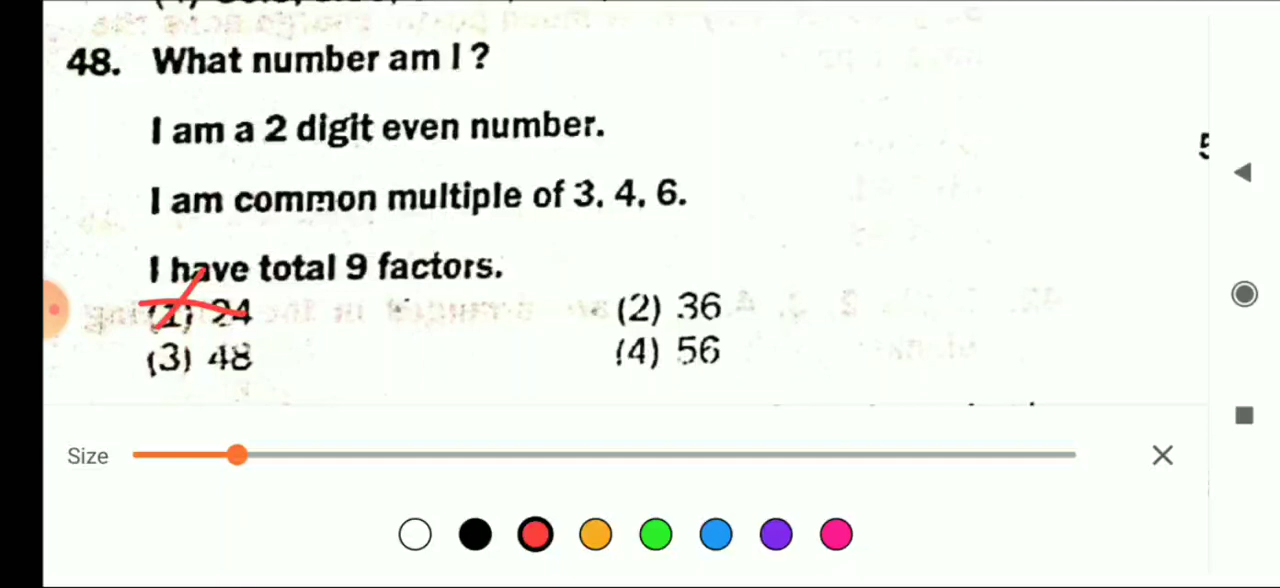 48. What number am I ?
I am a 2 digit even number.
I am common multiple of 3, 4, 6.
I have total 9 factors.
(1) 24 (2) 36
(3) 48 (4) 56
5
Size